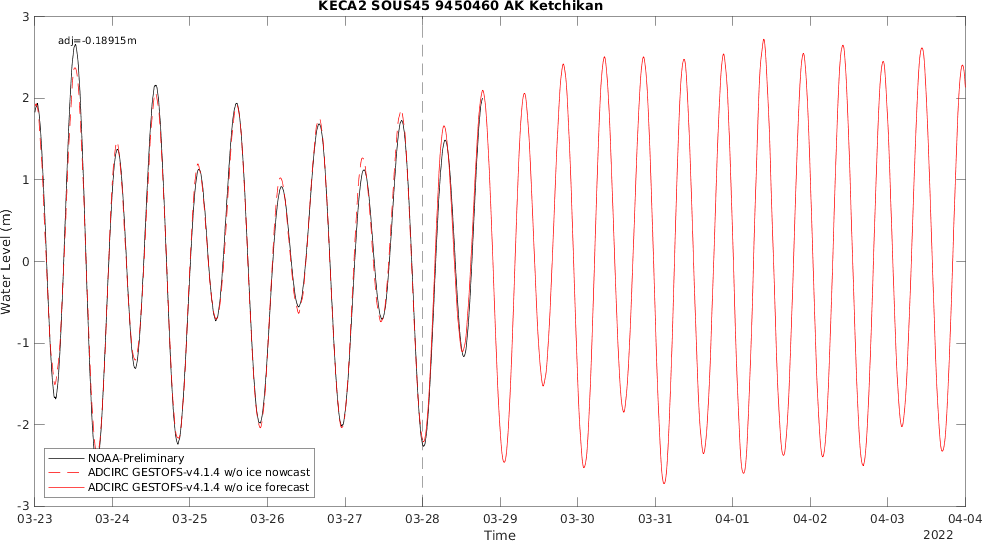 KECA2 SOUS45 9450460 AK Ketchikan
adj=-0.18915m
3
2
1
0
-1
-2
-3
Water Level (m)
NOAA-Preliminary
ADCIRC GESTOFS-v4.1.4 w/o ice nowcast
ADCIRC GESTOFS-v4.1.4 w/o ice forecast
03-23 03-24 03-25 03-26 03-27 03-28 03-29 03-30 03-31 04-01 04-02 04-03 04-04
Time
2022